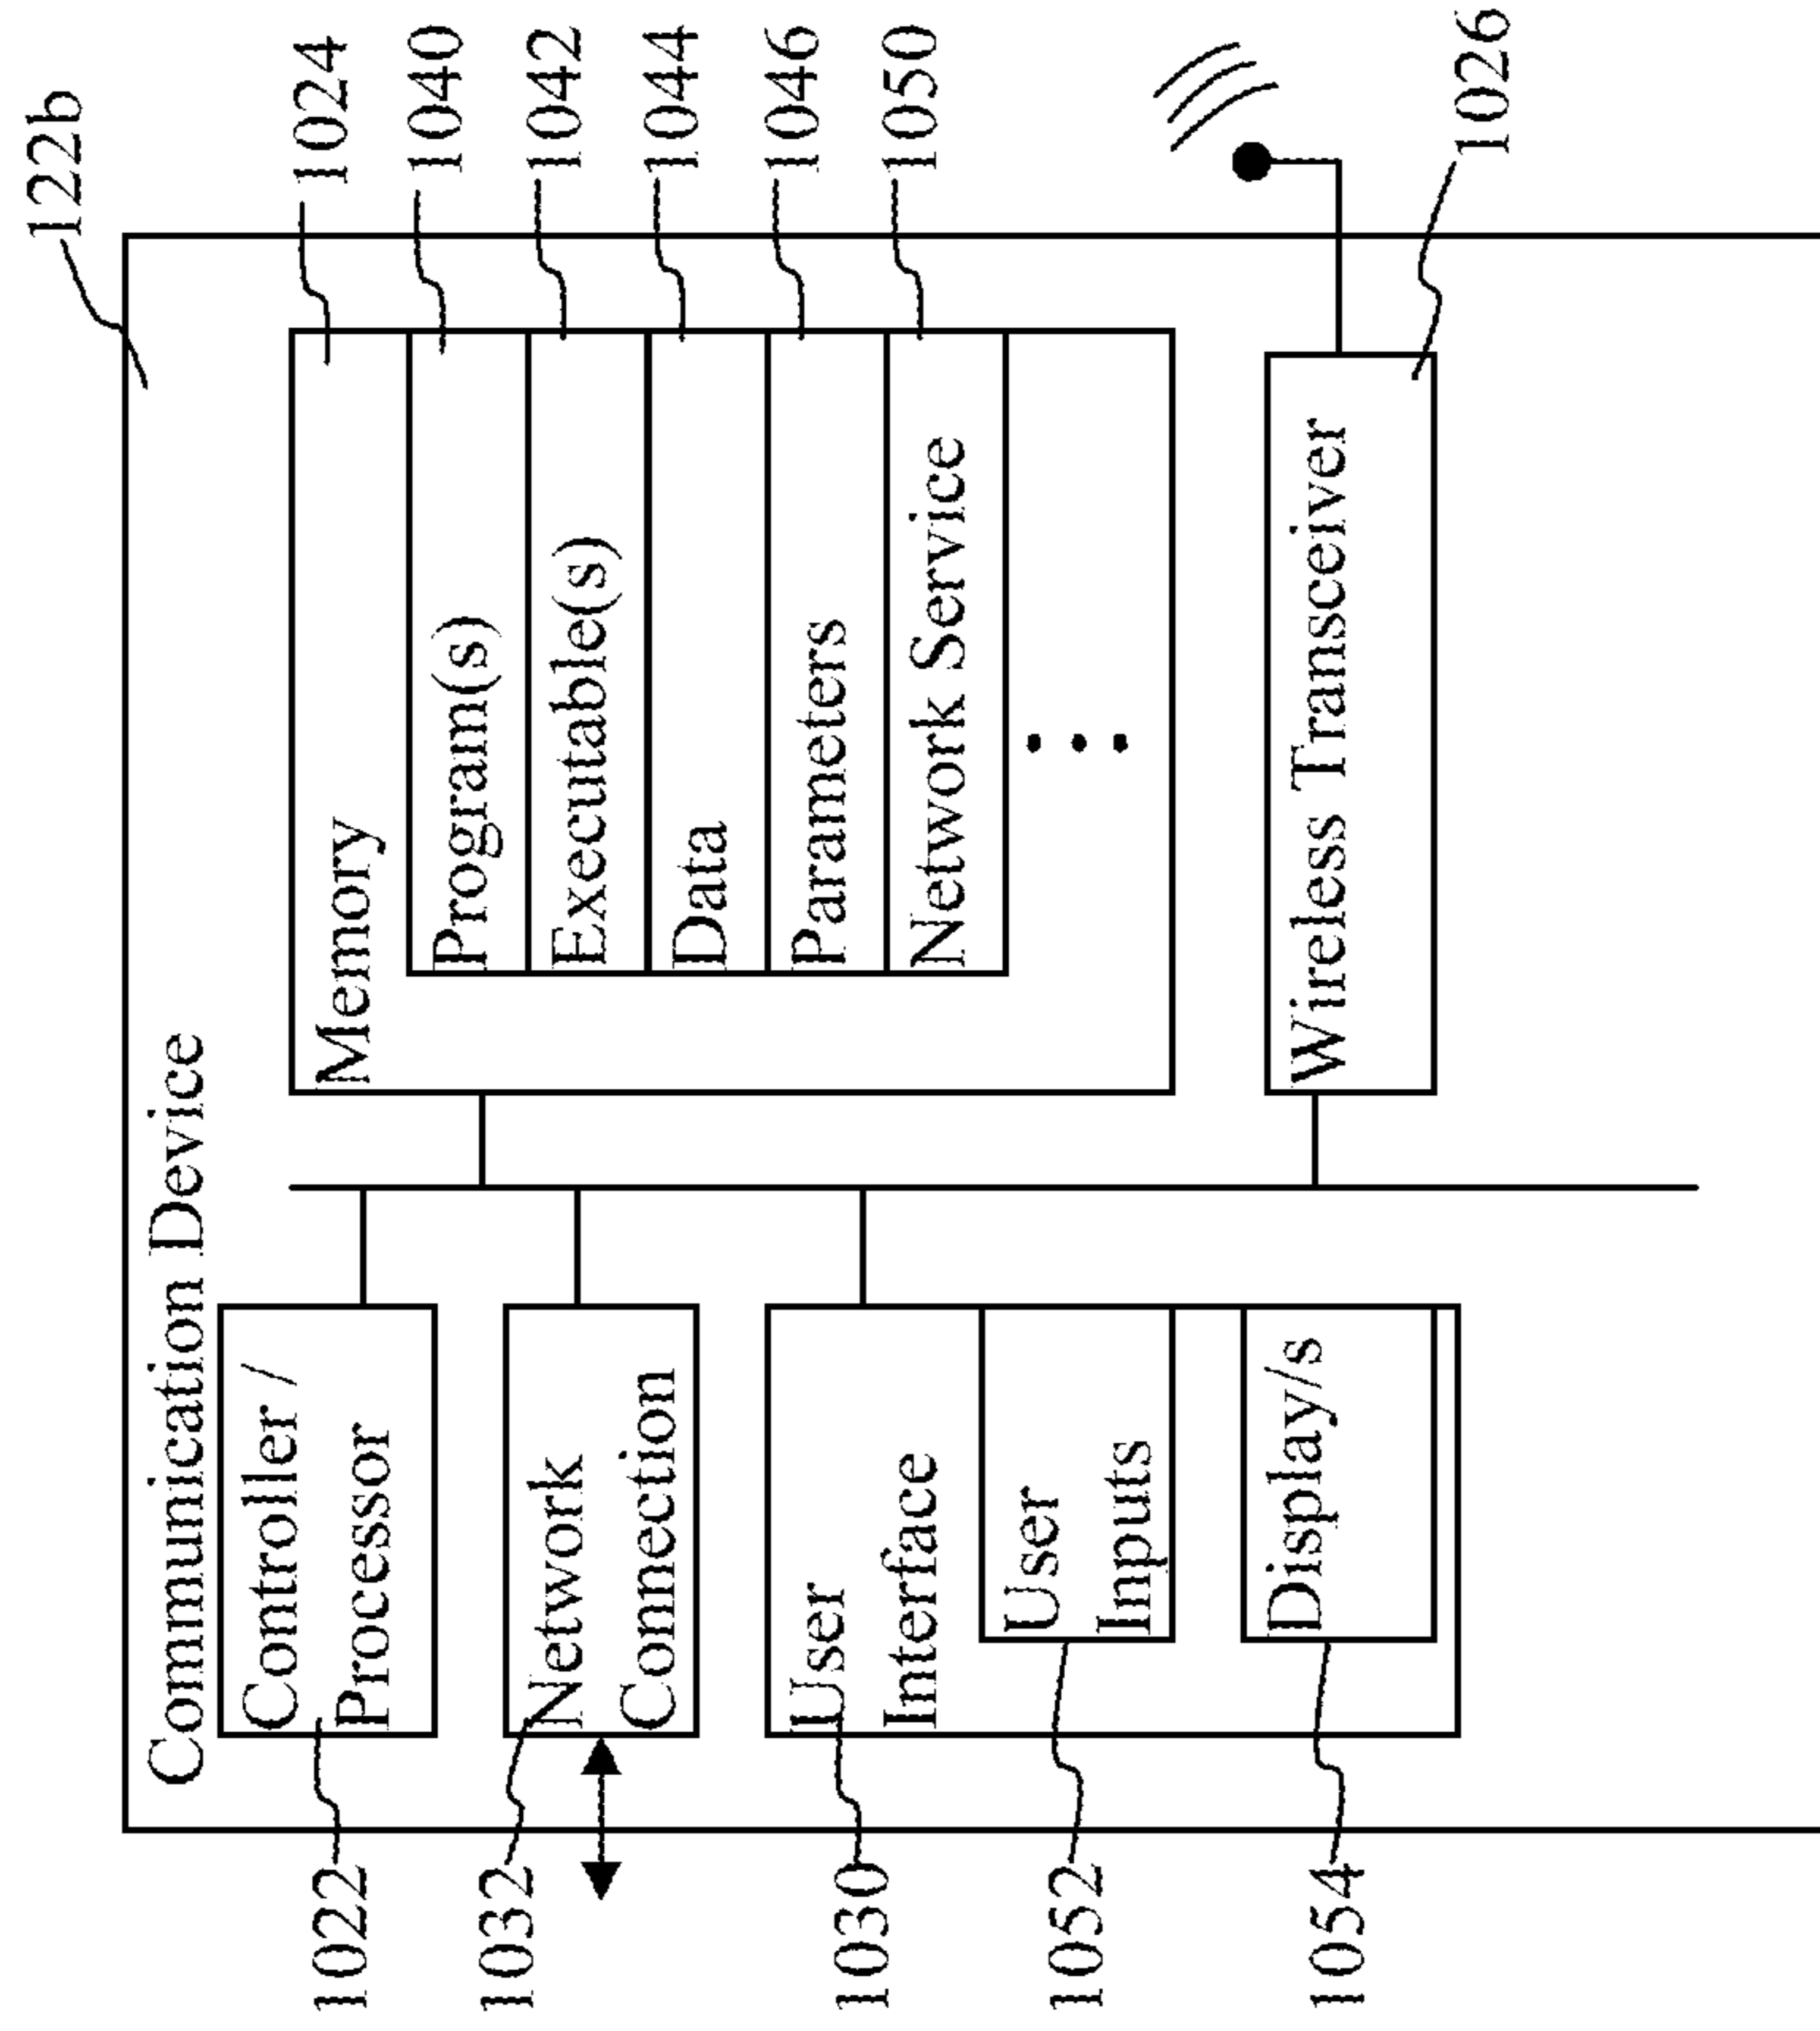 122b
Communication Device
1022
Controller /
Processor
1032
Network
Connection
1030
User
Interface
1052
User
Inputs
1054
Display/s
Memory
1024
Program(s)
1040
Executable(s)
1042
Data
1044
Parameters
1046
Network Service
1050
Wireless Transceiver
1026